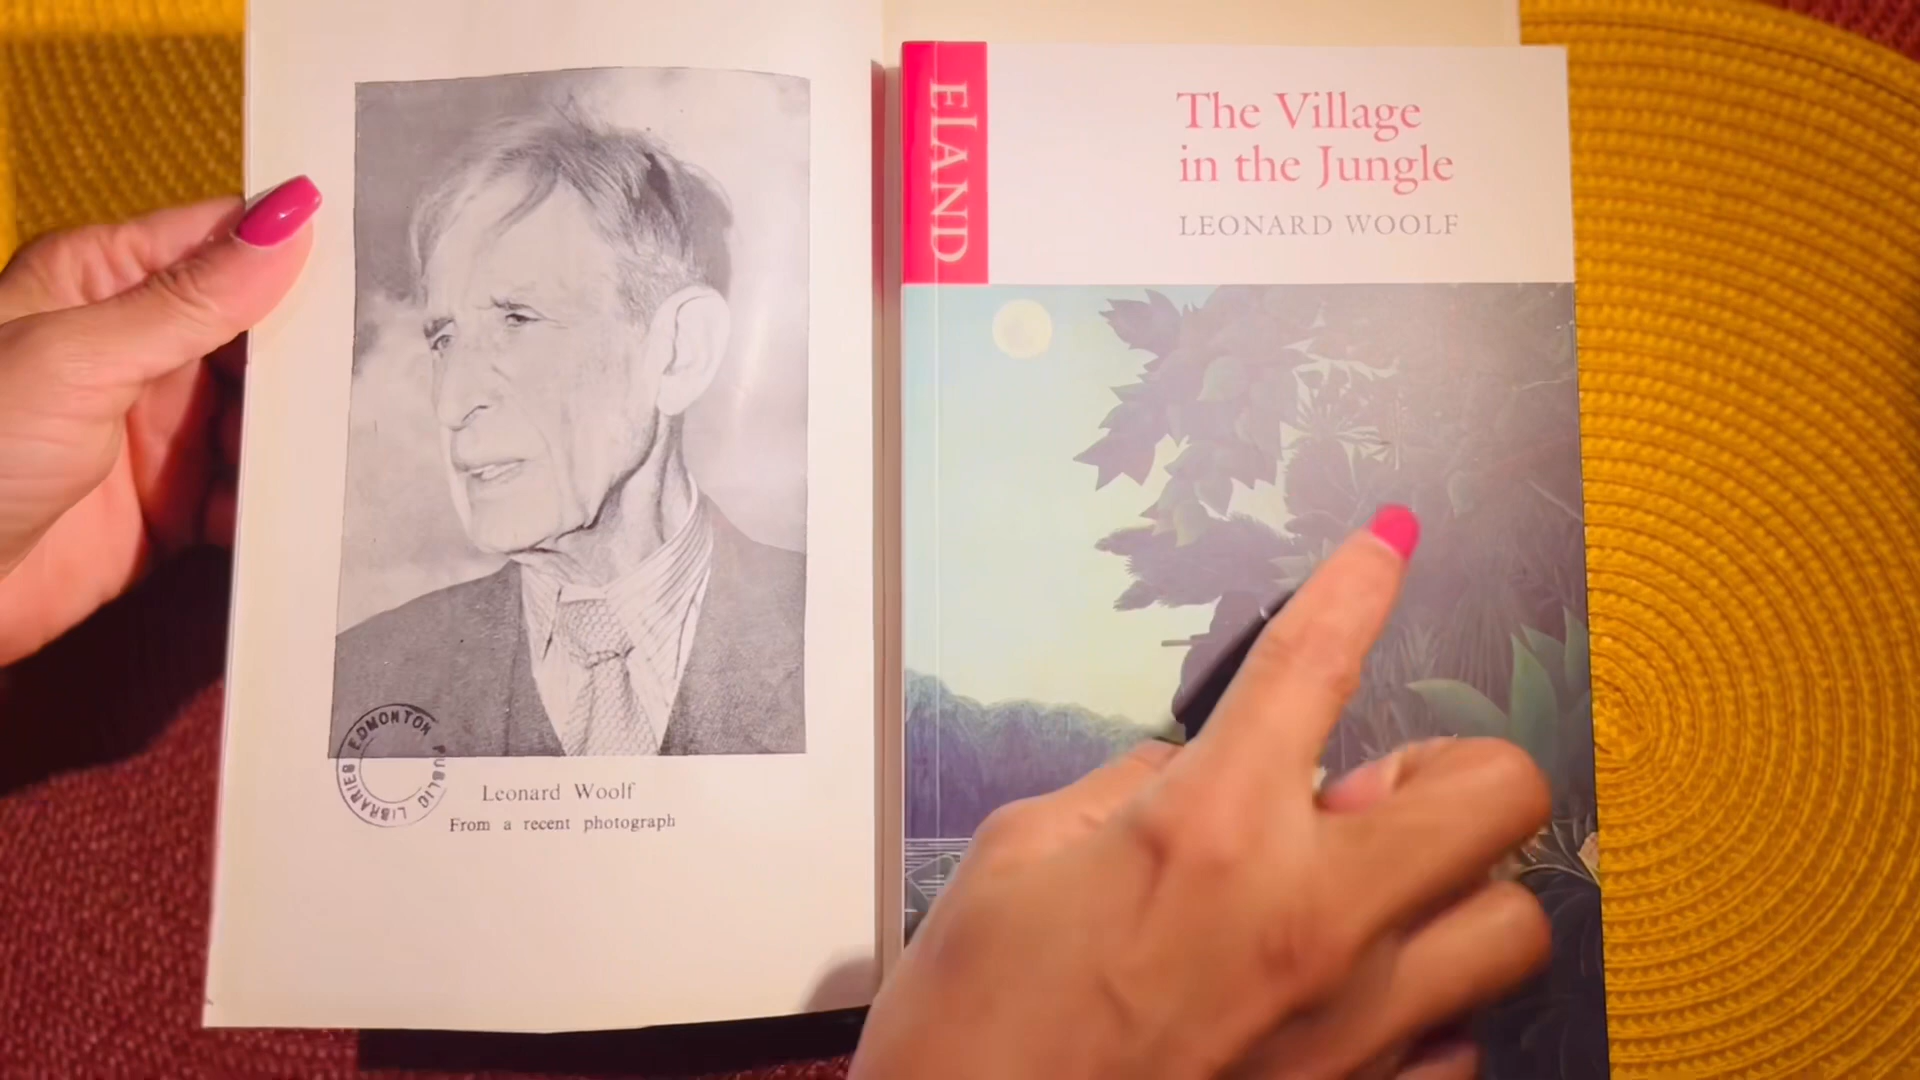 EDMONTON PUBLIC LIBRARIES
Leonard Woolf
From a recent photograph
ELAND
The Village
in the Jungle
LEONARD WOOLF